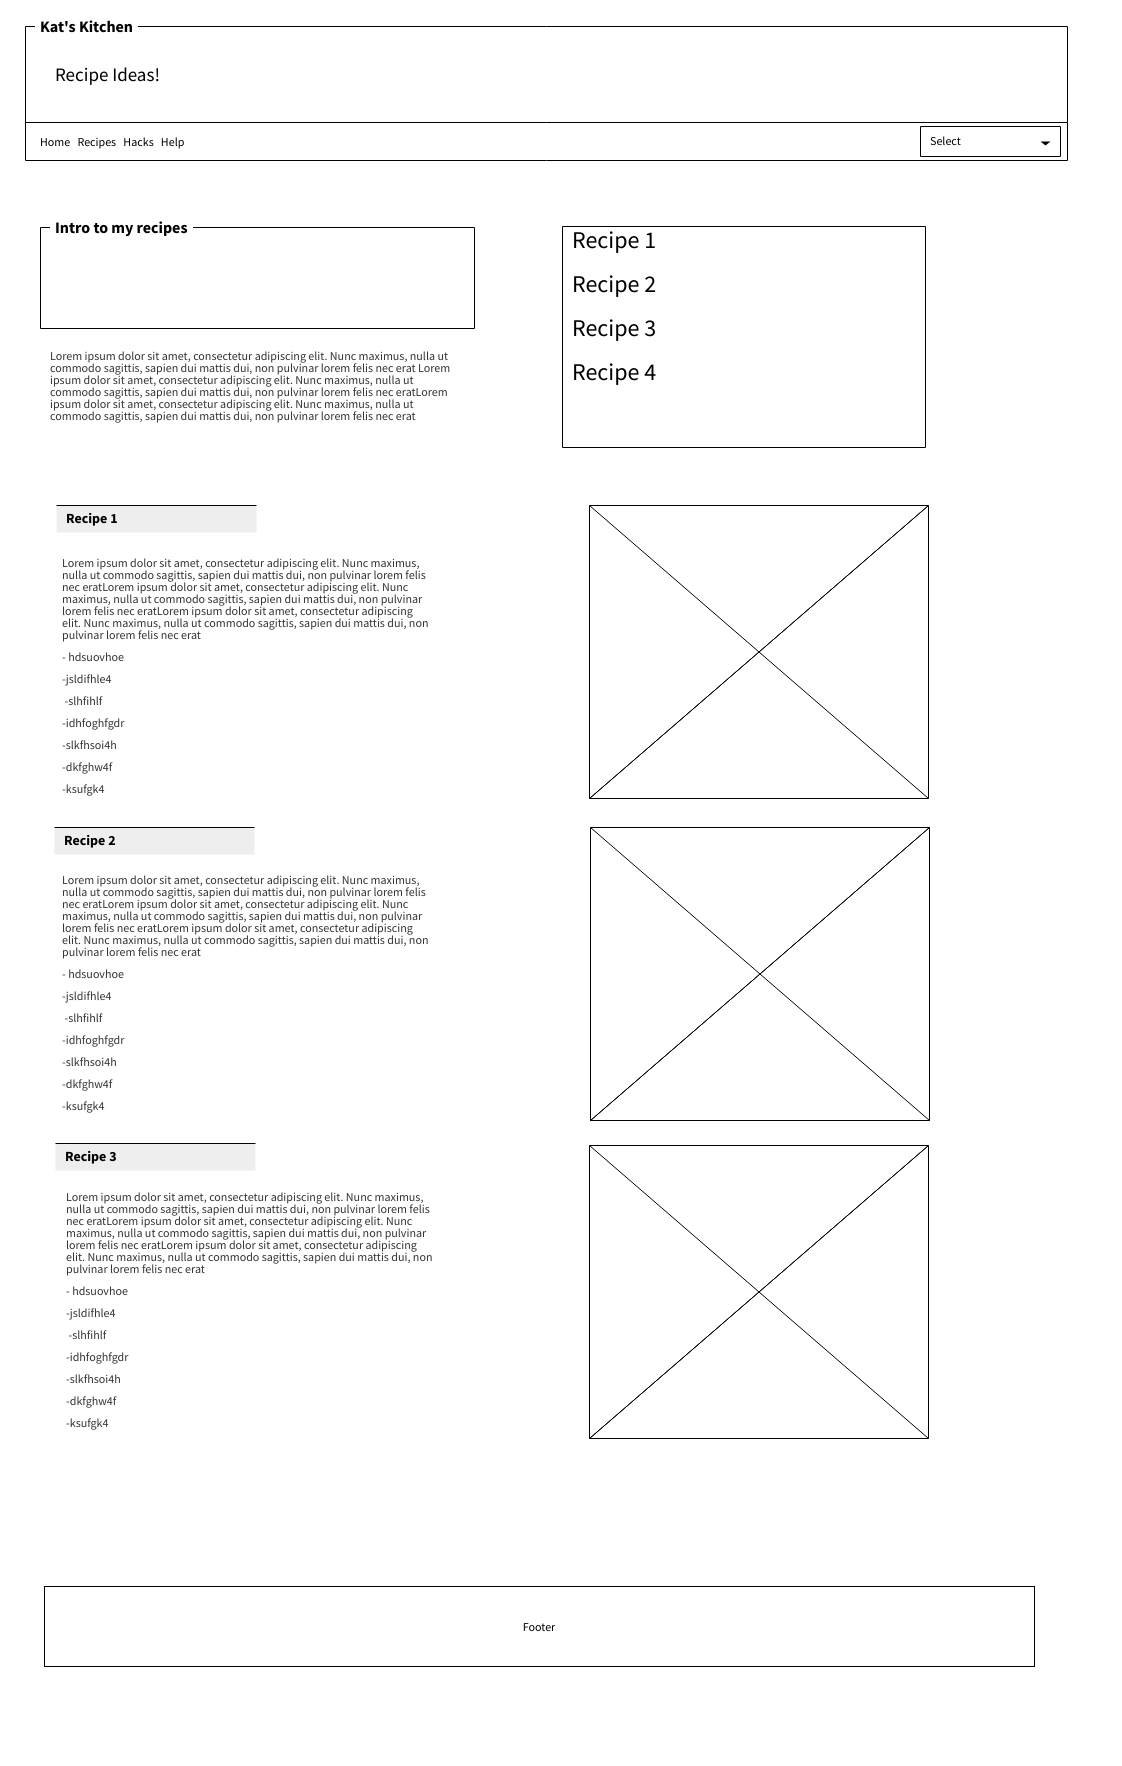 Kat's Kitchen
Recipe Ideas!
Home Recipes Hacks Help
Select
Intro to my recipes
Lorem ipsum dolor sit amet, consectetur adipiscing elit. Nunc maximus, nulla ut
commodo sagittis, sapien dui mattis dui, non pulvinar lorem felis nec erat Lorem
ipsum dolor sit amet, consectetur adipiscing elit. Nunc maximus, nulla ut
commodo sagittis, sapien dui mattis dui, non pulvinar lorem felis nec eratLorem
ipsum dolor sit amet, consectetur adipiscing elit. Nunc maximus, nulla ut
commodo sagittis, sapien dui mattis dui, non pulvinar lorem felis nec erat
Recipe 1
Recipe 2
Recipe 3
Recipe 4
Recipe 1
Lorem ipsum dolor sit amet, consectetur adipiscing elit. Nunc maximus,
nulla ut commodo sagittis, sapien dui mattis dui, non pulvinar lorem felis
nec eratLorem ipsum dolor sit amet, consectetur adipiscing elit. Nunc
maximus, nulla ut commodo sagittis, sapien dui mattis dui, non pulvinar
lorem felis nec eratLorem ipsum dolor sit amet, consectetur adipiscing
elit. Nunc maximus, nulla ut commodo sagittis, sapien dui mattis dui, non
pulvinar lorem felis nec erat
- hdsuovhoe
-jsldifhle4
-slhfihlf
-idhfoghfgdr
-slkfhsoi4h
-dkfghw4f
-ksufgk4
Recipe 2
Lorem ipsum dolor sit amet, consectetur adipiscing elit. Nunc maximus,
nulla ut commodo sagittis, sapien dui mattis dui, non pulvinar lorem felis
nec eratLorem ipsum dolor sit amet, consectetur adipiscing elit. Nunc
maximus, nulla ut commodo sagittis, sapien dui mattis dui, non pulvinar
lorem felis nec eratLorem ipsum dolor sit amet, consectetur adipiscing
elit. Nunc maximus, nulla ut commodo sagittis, sapien dui mattis dui, non
pulvinar lorem felis nec erat
- hdsuovhoe
-jsldifhle4
-slhfihlf
-idhfoghfgdr
-slkfhsoi4h
-dkfghw4f
-ksufgk4
Recipe 3
Lorem ipsum dolor sit amet, consectetur adipiscing elit. Nunc maximus,
nulla ut commodo sagittis, sapien dui mattis dui, non pulvinar lorem felis
nec eratLorem ipsum dolor sit amet, consectetur adipiscing elit. Nunc
maximus, nulla ut commodo sagittis, sapien dui mattis dui, non pulvinar
lorem felis nec eratLorem ipsum dolor sit amet, consectetur adipiscing
elit. Nunc maximus, nulla ut commodo sagittis, sapien dui mattis dui, non
pulvinar lorem felis nec erat
- hdsuovhoe
-jsldifhle4
-slhfihlf
-idhfoghfgdr
-slkfhsoi4h
-dkfghw4f
-ksufgk4
Footer